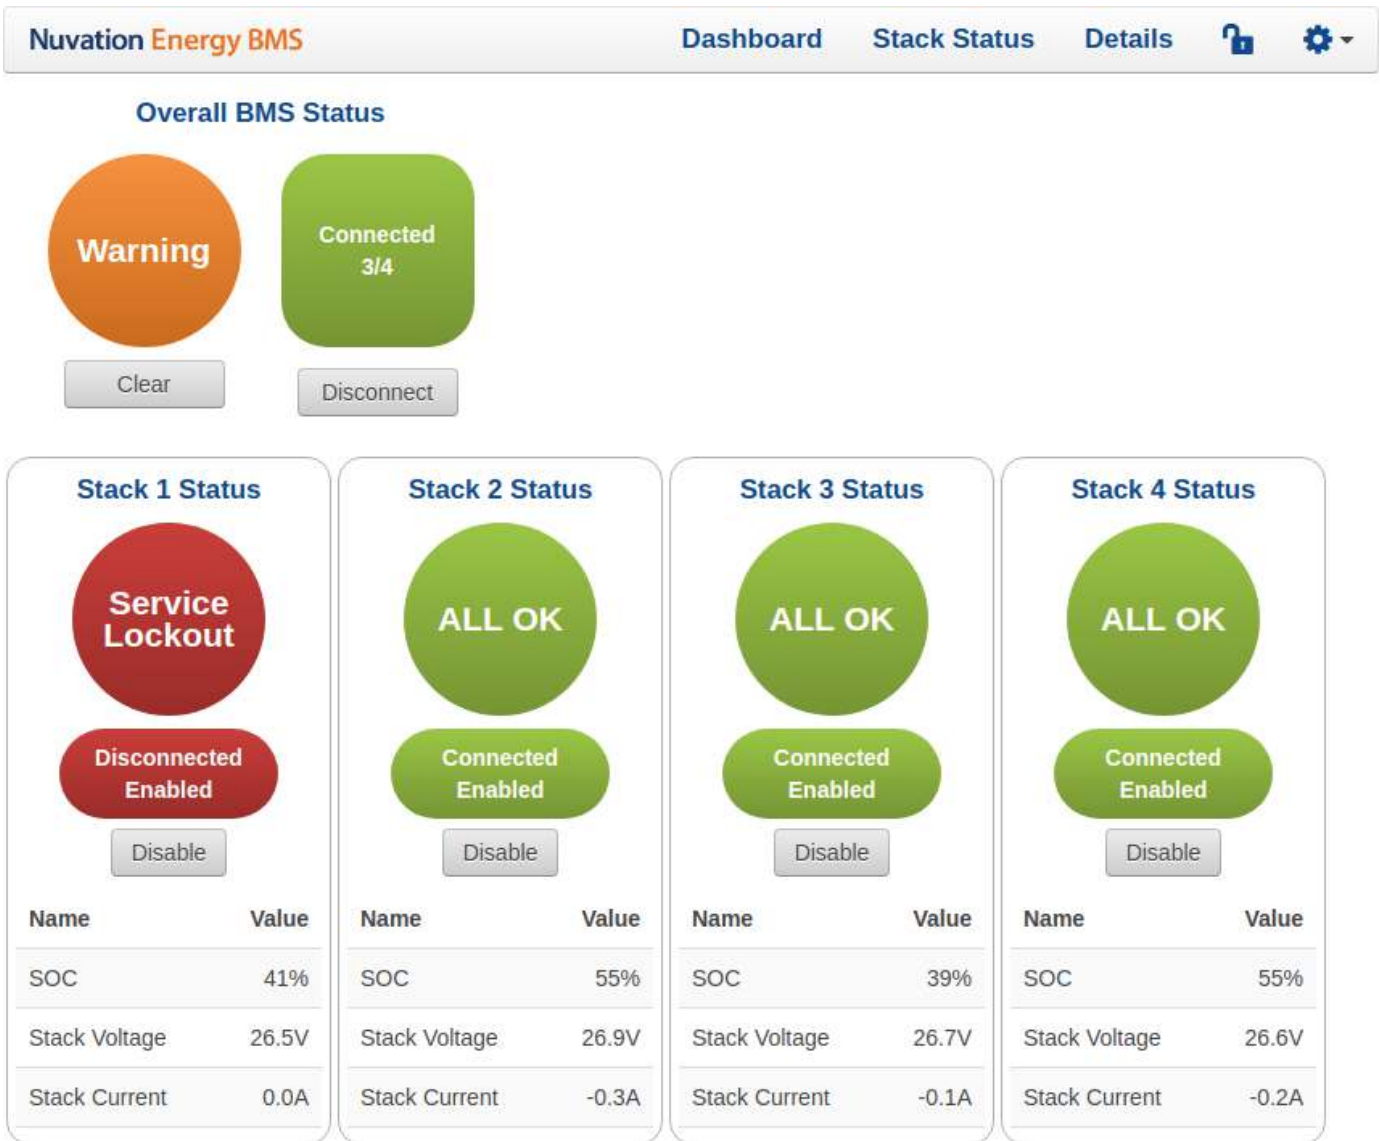 Nuvation Energy BMS Dashboard Stack Status Details
Overall BMS Status
Warning
Connected
3/4
Clear
Disconnect
Stack 1 Status
Service
Lockout
Disconnected
Enabled
Disable
Name Value
SOC 41%
Stack Voltage 26.5V
Stack Current 0.0A
Stack 2 Status
ALL OK
Connected
Enabled
Disable
Name Value
SOC 55%
Stack Voltage 26.9V
Stack Current -0.3A
Stack 3 Status
ALL OK
Connected
Enabled
Disable
Name Value
SOC 39%
Stack Voltage 26.7V
Stack Current -0.1A
Stack 4 Status
ALL OK
Connected
Enabled
Disable
Name Value
SOC 55%
Stack Voltage 26.6V
Stack Current -0.2A